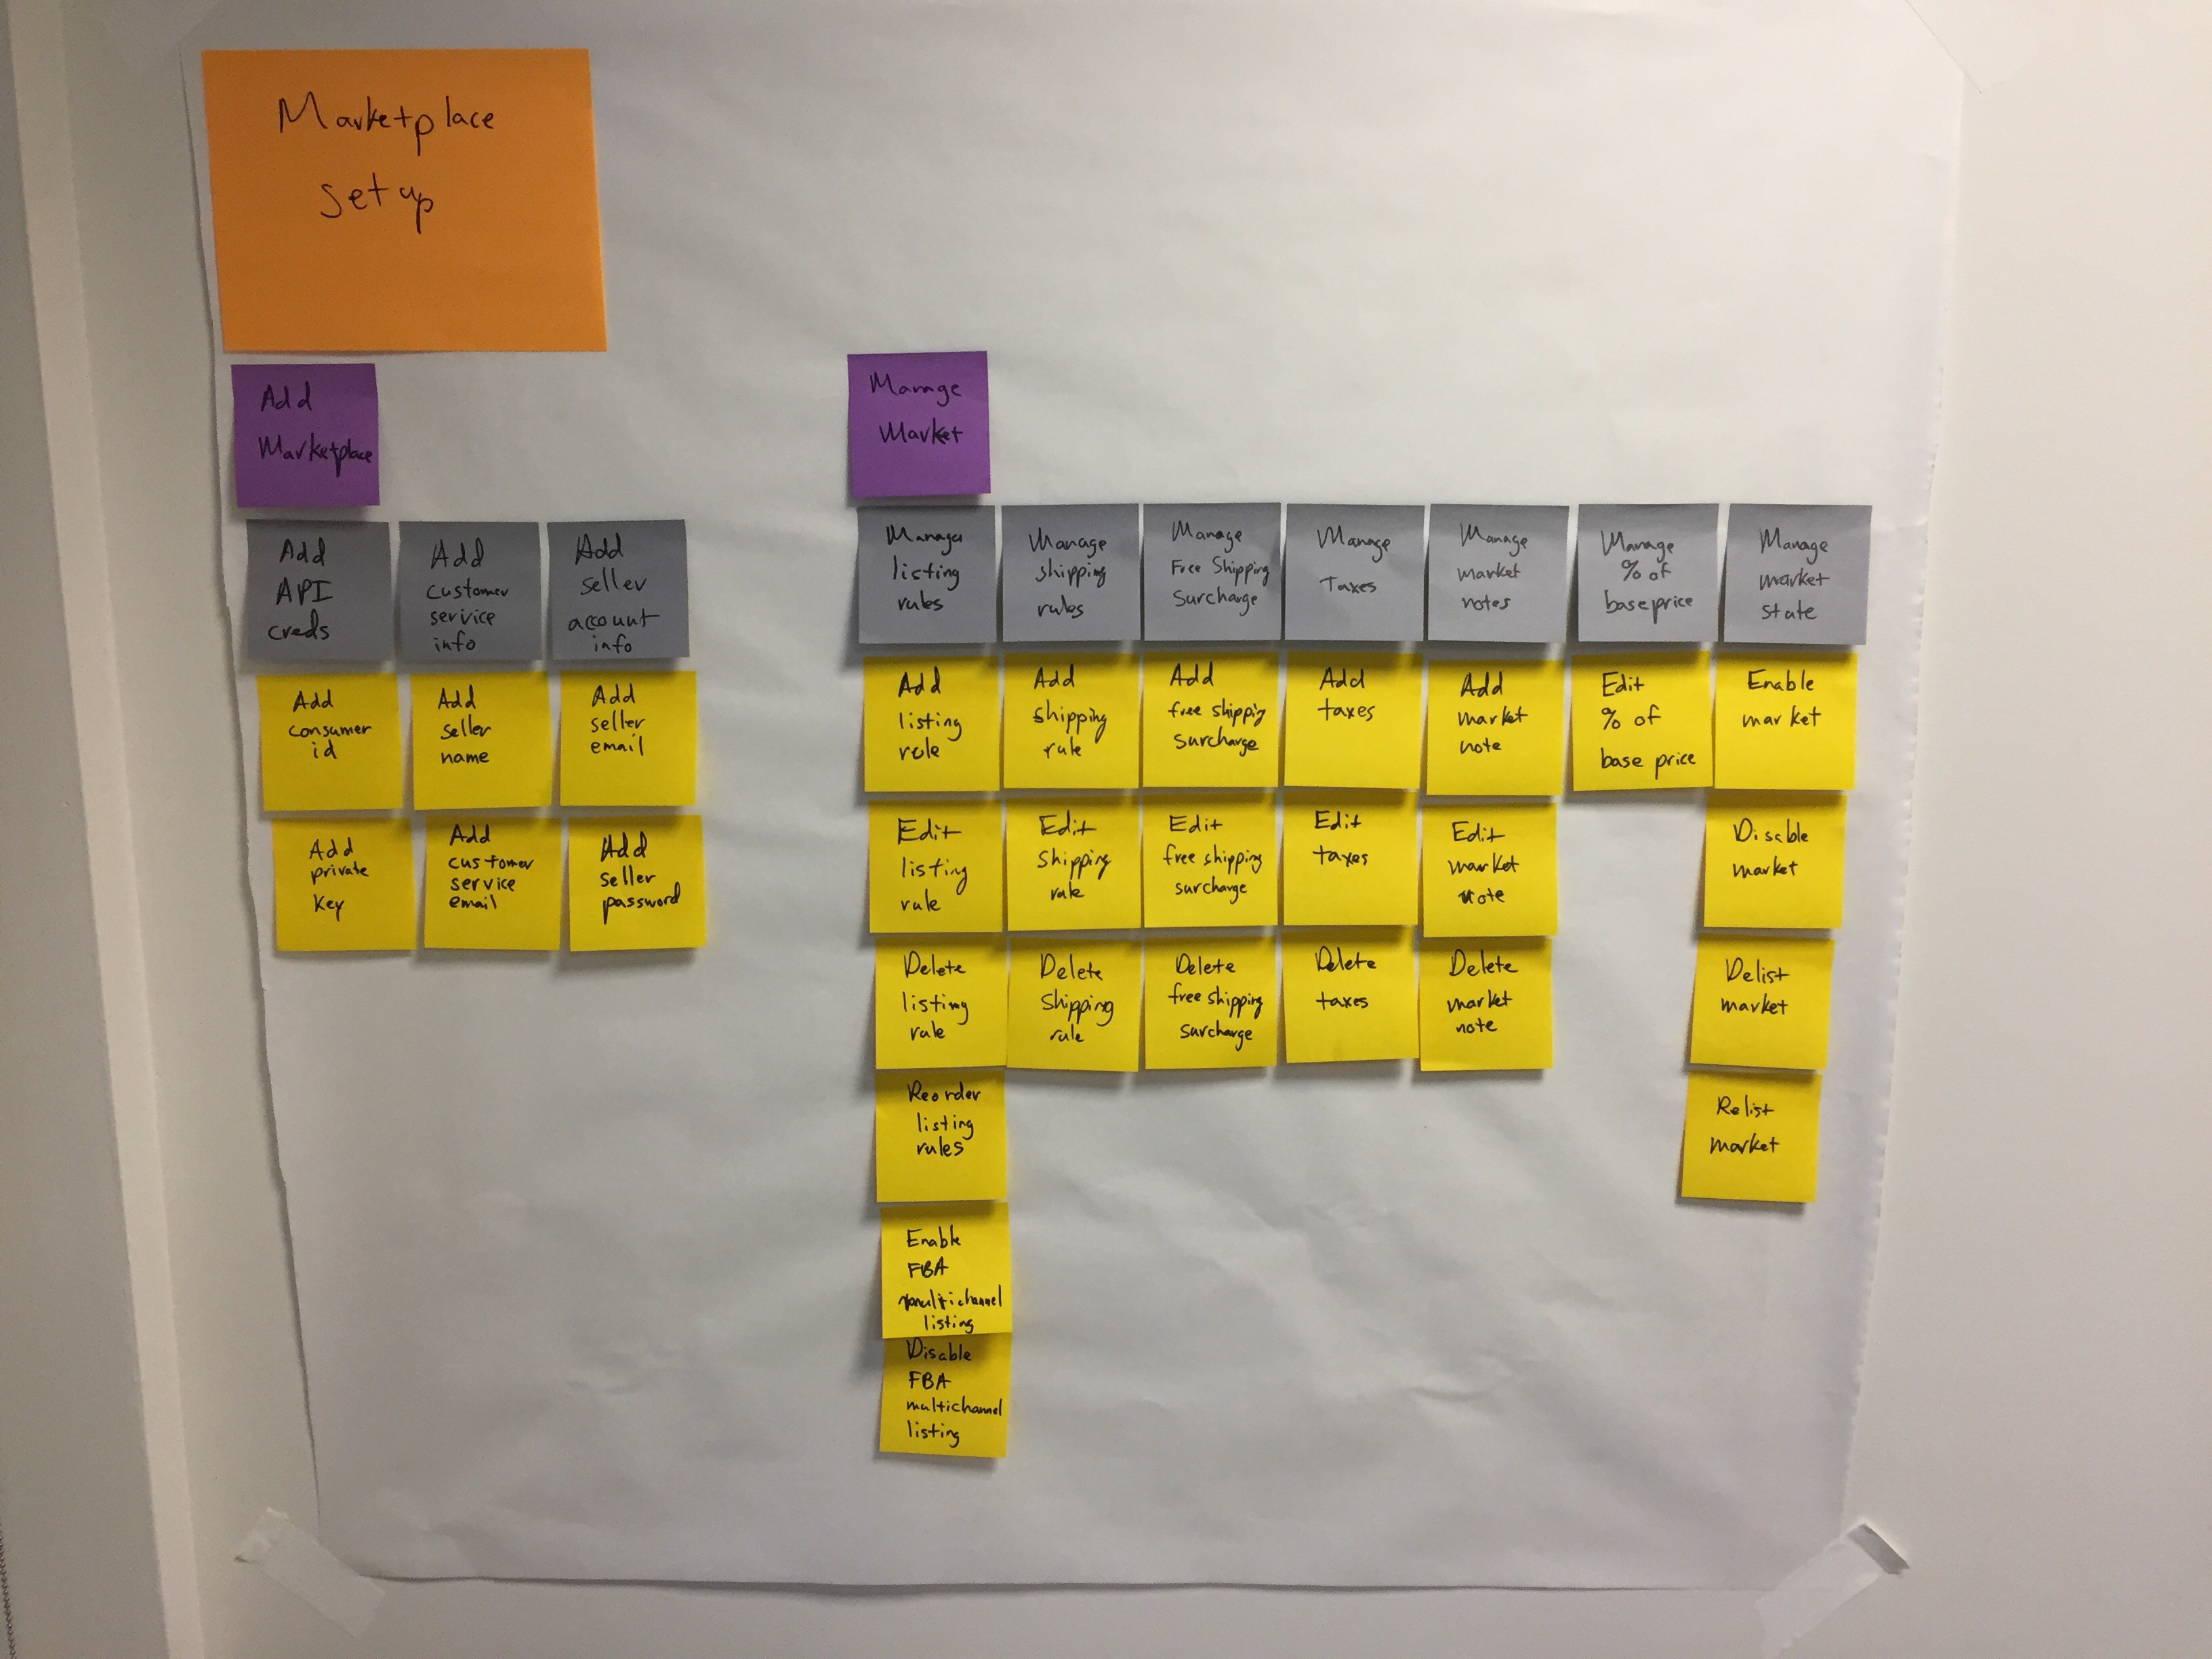 Marketplace
setup
Add
Marketplace
Manage
Market
Add
API
creds
Add
customer
service
info
Add
seller
account
info
Manage
listing
rules
Manage
shipping
rules
Manage
Free Shipping
Surcharge
Manage
Taxes
Manage
market
notes
Manage
% of
base price
Manage
market
state
Add
consumer
id
Add
seller
name
Add
seller
email
Add
listing
rule
Add
shipping
rule
Add
free shipping
surcharge
Add
taxes
Add
market
note
Edit
% of
base price
Enable
market
Add
private
key
Add
customer
service
email
Add
seller
password
Edit
listing
rule
Edit
shipping
rule
Edit
free shipping
surcharge
Edit
taxes
Edit
market
note
Disable
market
Delete
listing
rule
Delete
shipping
rule
Delete
free shipping
surcharge
Delete
taxes
Delete
market
note
Delist
market
Reorder
listing
rules
Relist
market
Enable
FBA
multichannel
listing
Disable
FBA
multichannel
listing